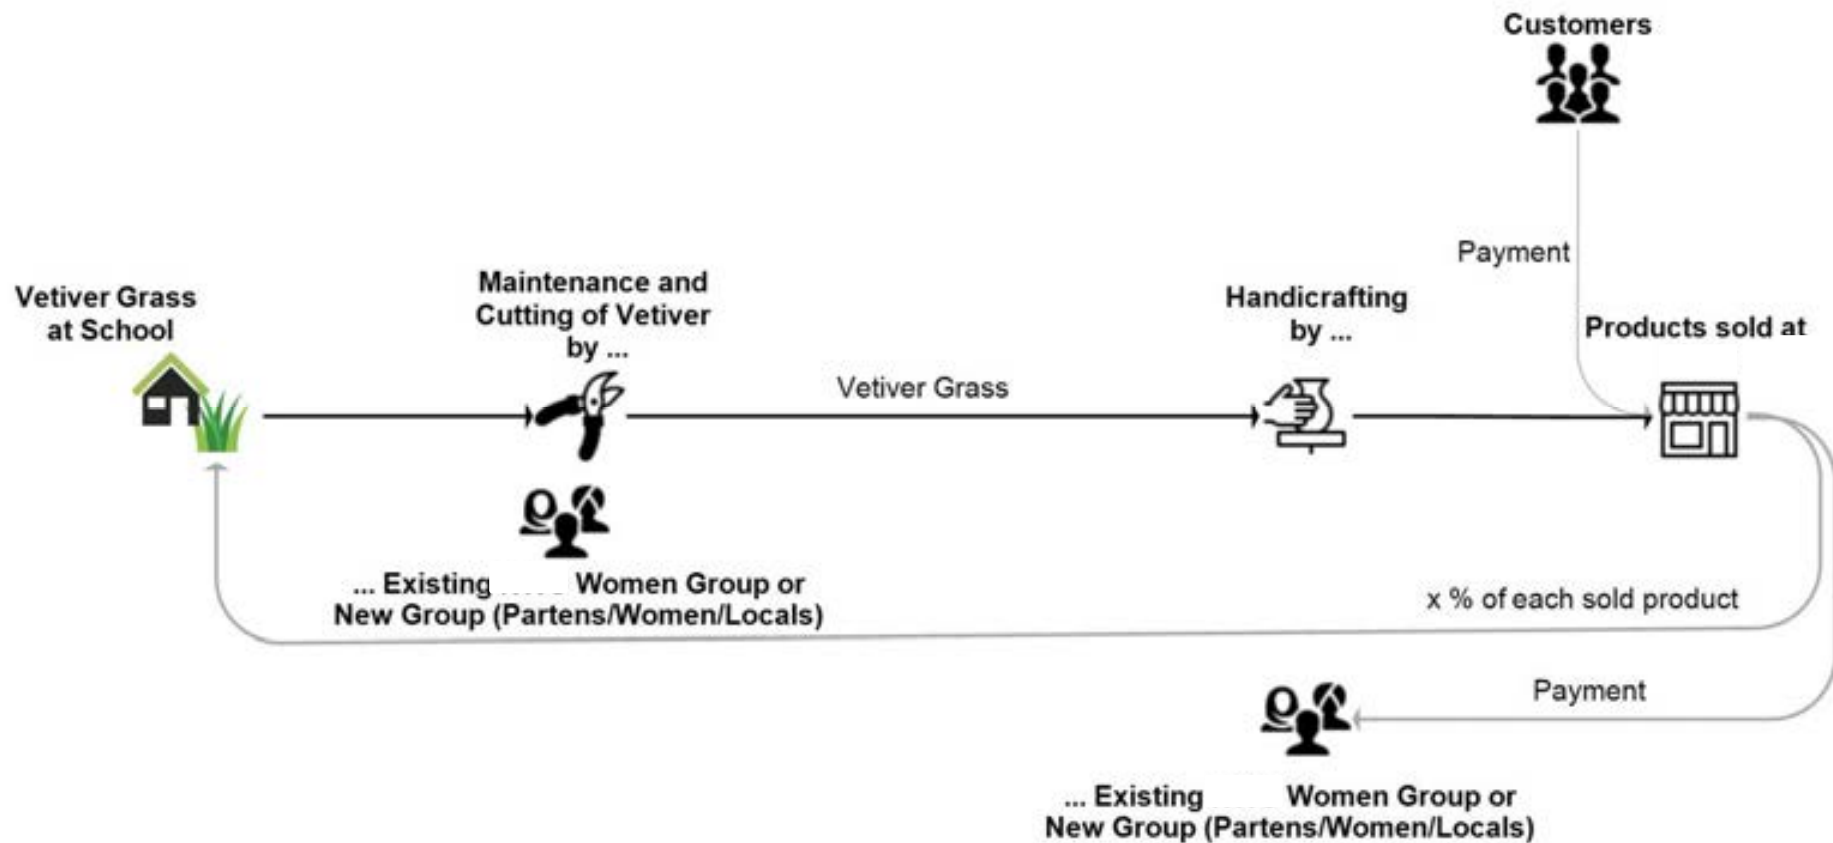 Customers
Payment
Vetiver Grass
at School
Maintenance and
Cutting of Vetiver
by ...
Vetiver Grass
Handicrafting
by ...
Products sold at
... Existing Women Group or
New Group (Partens/Women/Locals)
x % of each sold product
Payment
... Existing Women Group or
New Group (Partens/Women/Locals)